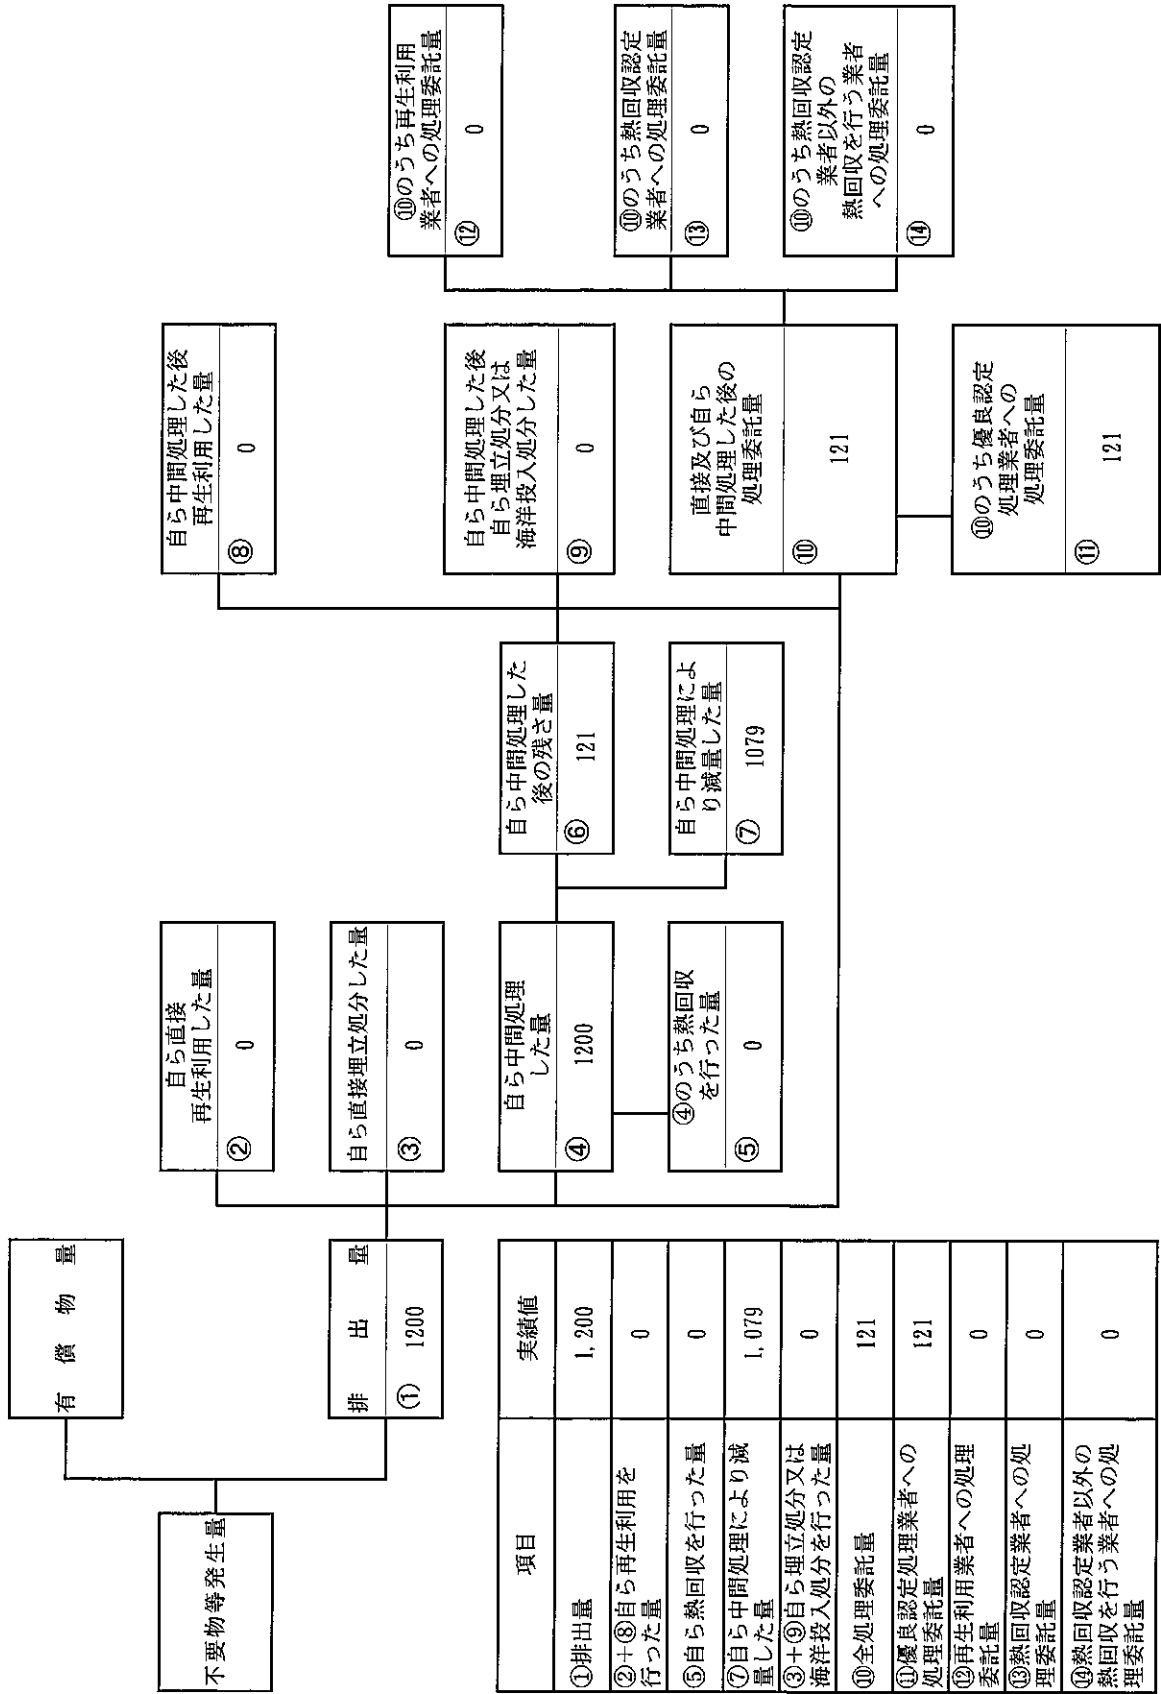 不要物等発生量
有償物量
排出量
① 1200
自ら直接
再生利用した量
② 0
自ら直接埋立処分した量
③ 0
自ら中間処理
した量
④ 1200
④のうち熱回収
を行った量
⑤ 0
自ら中間処理した
後の残さ量
⑥ 121
自ら中間処理によ
り減量した量
⑦ 1079
自ら中間処理した後
再生利用した量
⑧ 0
自ら中間処理した後
自ら埋立処分又は
海洋投入処分した量
⑨ 0
直接及び自ら
中間処理した後の
処理委託量
⑩ 121
⑩のうち優良認定
処理業者への
処理委託量
⑪ 121
⑩のうち再生利用
業者への処理委託量
⑫ 0
⑩のうち熱回収認定
業者への処理委託量
⑬ 0
⑩のうち熱回収認定
業者以外の
熱回収を行う業者
への処理委託量
⑭ 0
項目 実績値
①排出量 1,200
②+⑧自ら再生利用を
行った量 0
⑤自ら熱回収を行った量 0
⑦自ら中間処理により減
量した量 1,079
③+⑨自ら埋立処分又は
海洋投入処分を行った量 0
⑩全処理委託量 121
⑪優良認定処理業者への
処理委託量 121
⑫再生利用業者への処理
委託量 0
⑬熱回収認定業者への処
理委託量 0
⑭熱回収認定業者以外の
熱回収を行う業者への処
理委託量 0